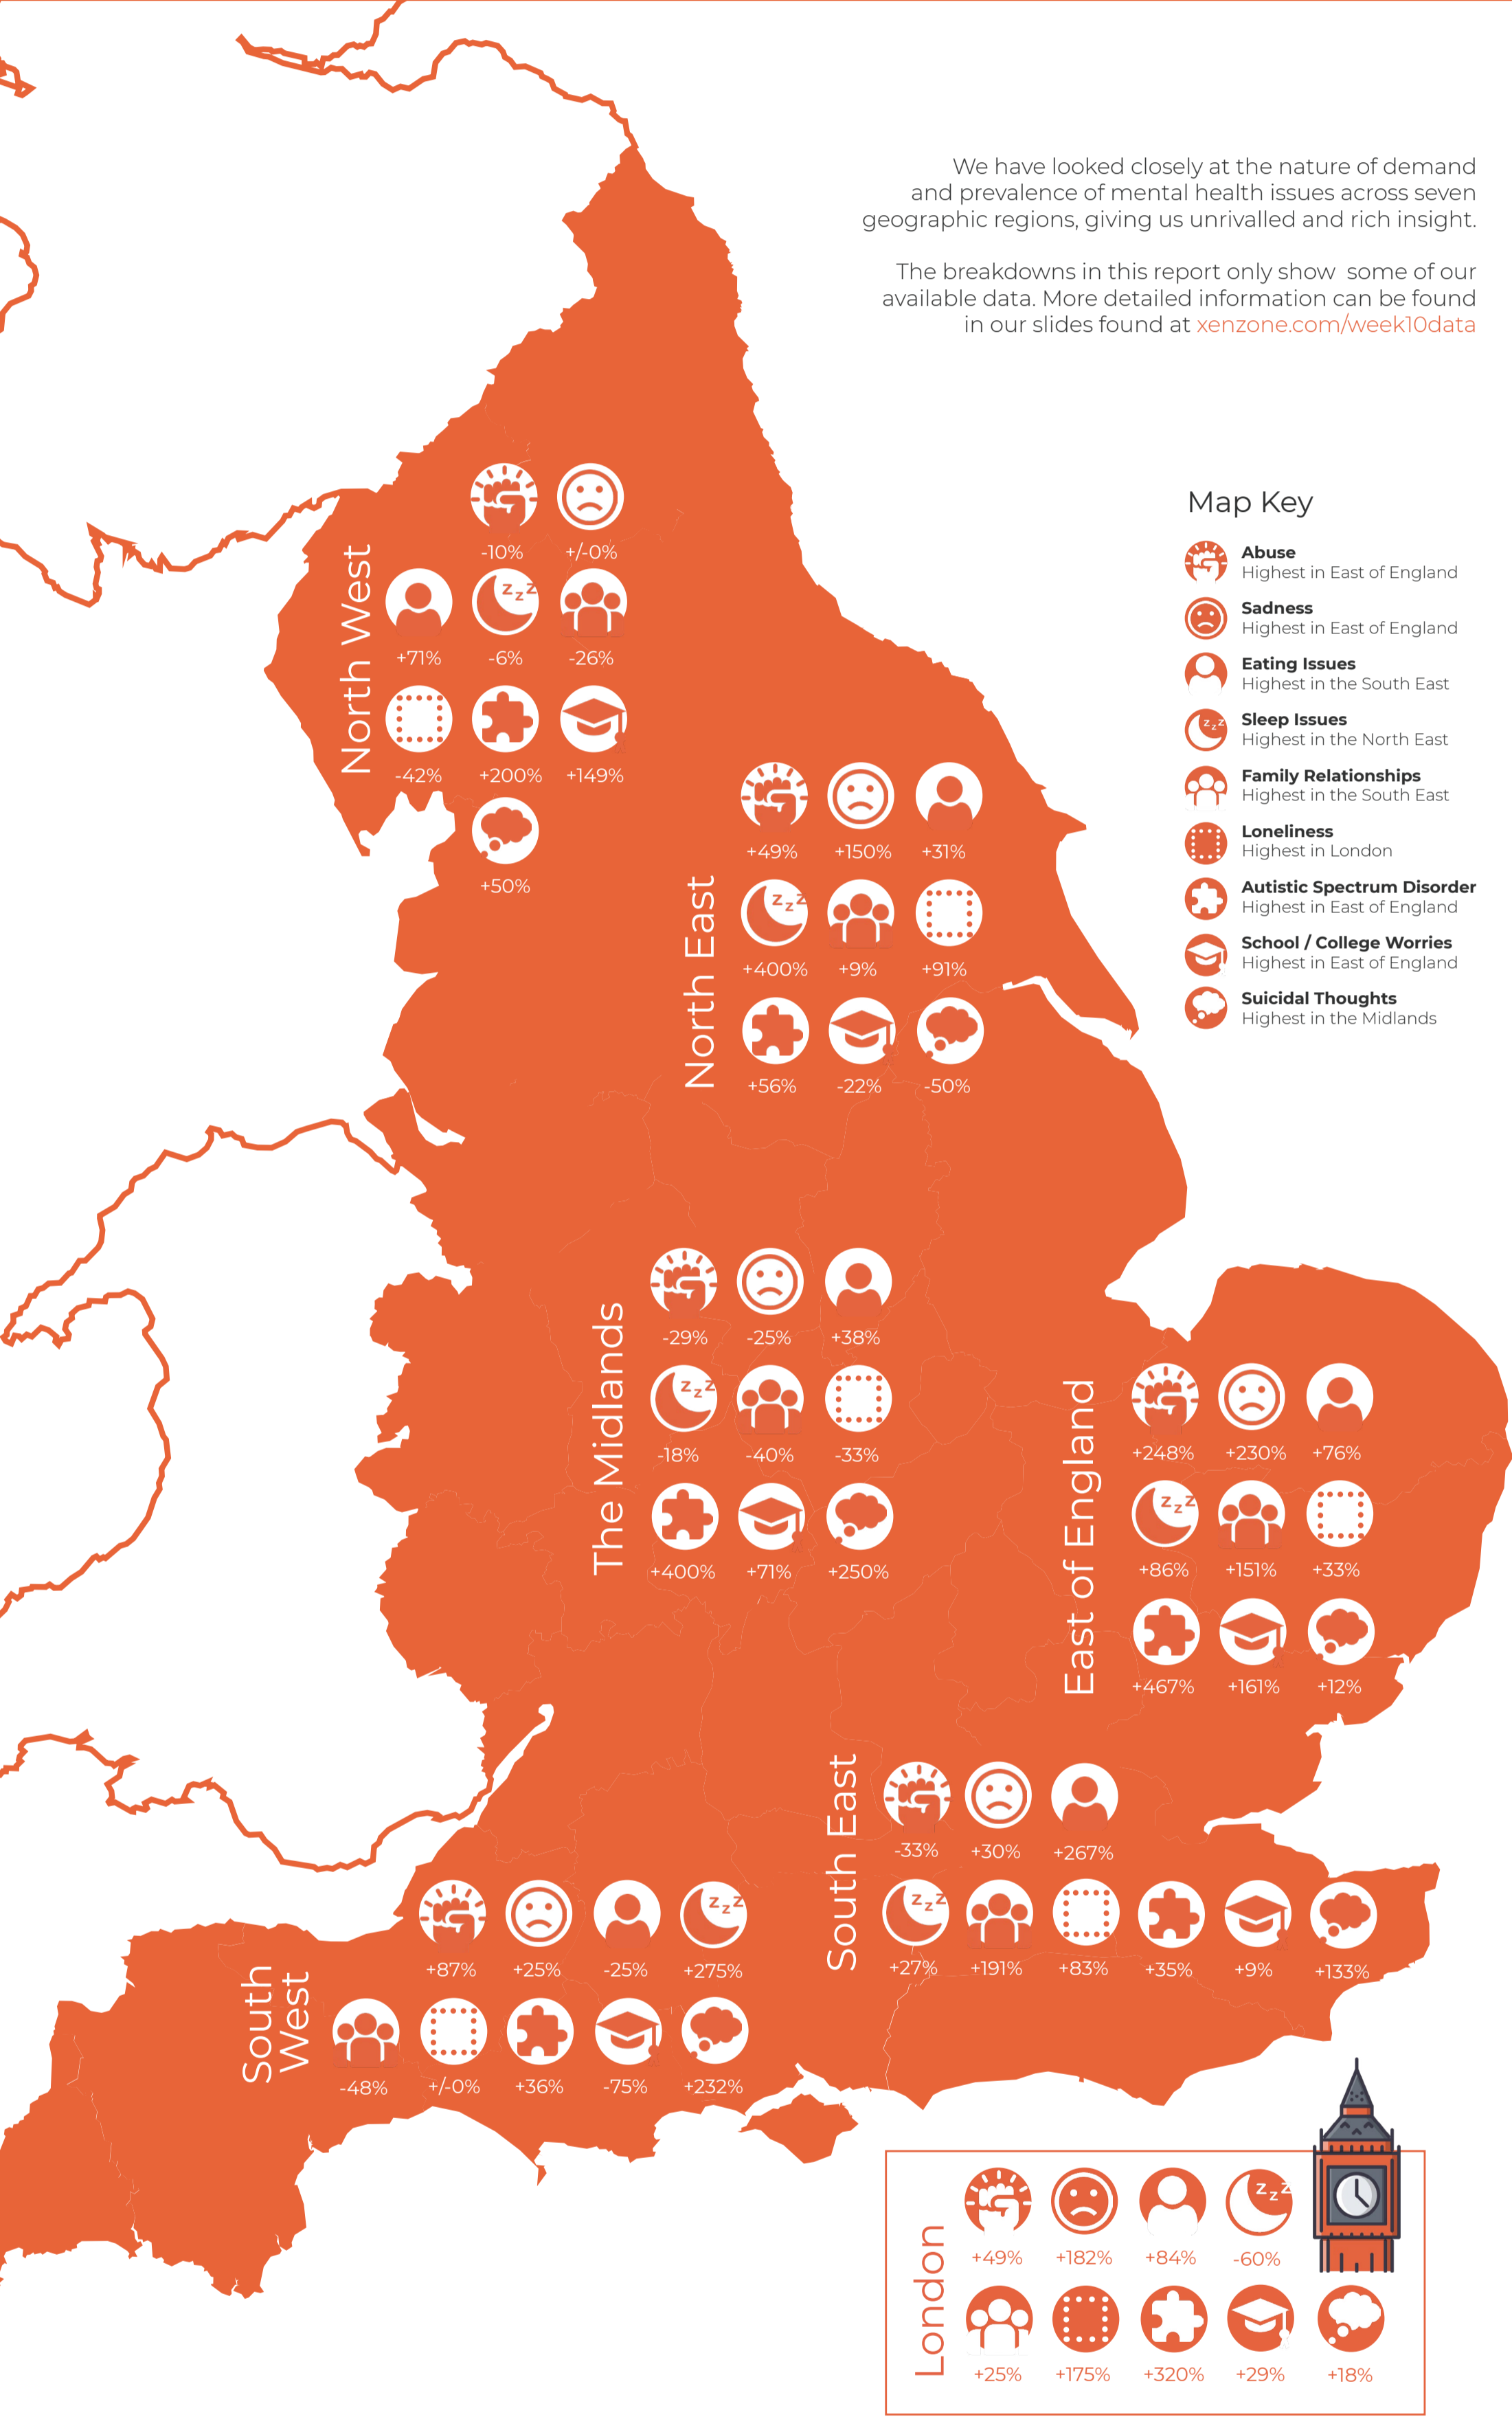 We have looked closely at the nature of demand
and prevalence of mental health issues across seven
geographic regions, giving us unrivalled and rich insight.
The breakdowns in this report only show some of our
available data. More detailed information can be found
in our slides found at xenzone.com/week10data
Map Key
Abuse
Highest in East of England
Sadness
Highest in East of England
Eating Issues
Highest in the South East
Sleep Issues
Highest in the North East
Family Relationships
Highest in the South East
Loneliness
Highest in London
Autistic Spectrum Disorder
Highest in East of England
School / College Worries
Highest in East of England
Suicidal Thoughts
Highest in the Midlands
North West
-10% +/-0%
+71% -6% -26%
-42% +200% +149%
+50%
North East
+49% +150% +31%
+400% +9% +91%
+56% -22% -50%
The Midlands
-29% -25% +38%
-18% -40% -33%
+400% +71% +250%
East of England
+248% +230% +76%
+86% +151% +33%
+467% +161% +12%
South East
-33% +30% +267%
+27% +191% +83% +35% +9% +133%
South
West
+87% +25% -25% +275%
-48% +/-0% +36% -75% +232%
London
+49% +182% +84% -60%
+25% +175% +320% +29% +18%